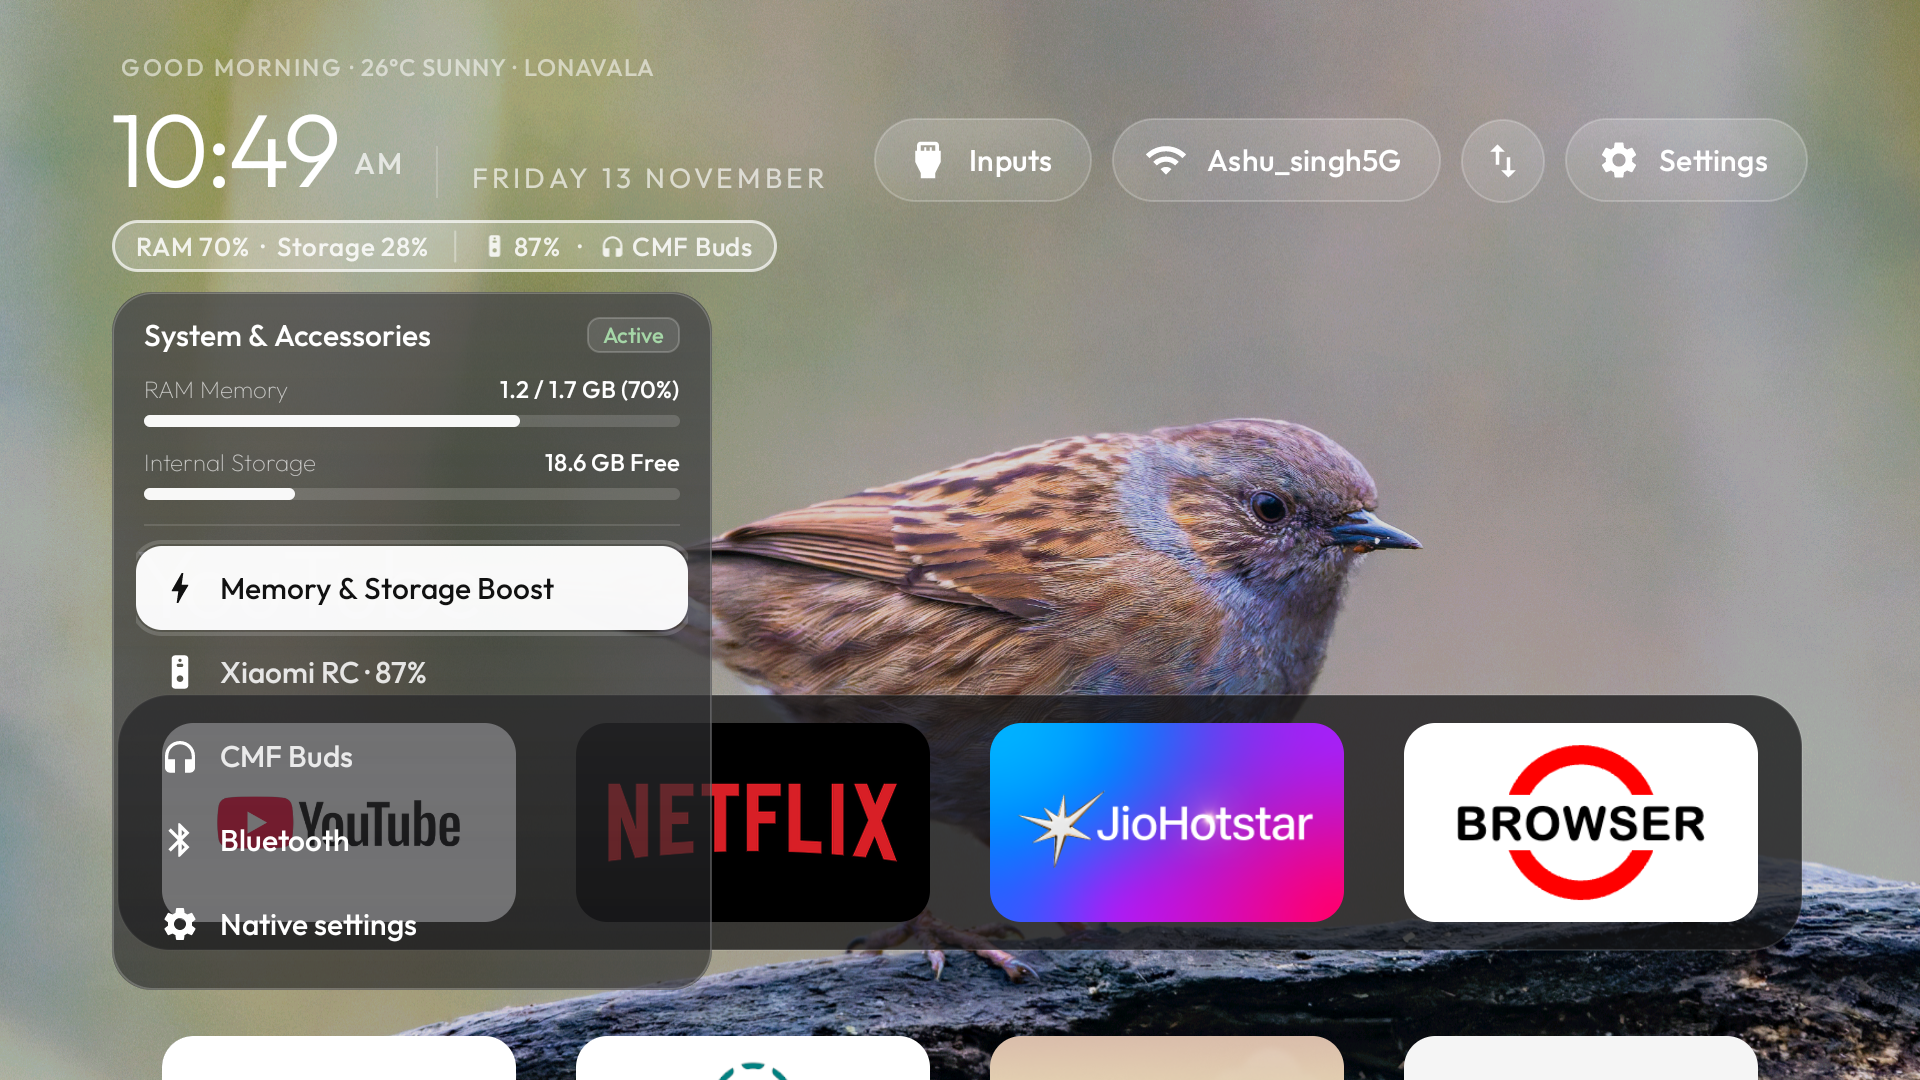 GOOD MORNING · 26°C SUNNY · LONAVALA
10:49 AM
FRIDAY 13 NOVEMBER
Inputs
Ashu_singh5G
Settings
RAM 70% · Storage 28%
87% · CMF Buds
System & Accessories
Active
RAM Memory
1.2 / 1.7 GB (70%)
Internal Storage
18.6 GB Free
Memory & Storage Boost
Xiaomi RC · 87%
CMF Buds
YouTube
Bluetooth
Native settings
NETFLIX
JioHotstar
BROWSER